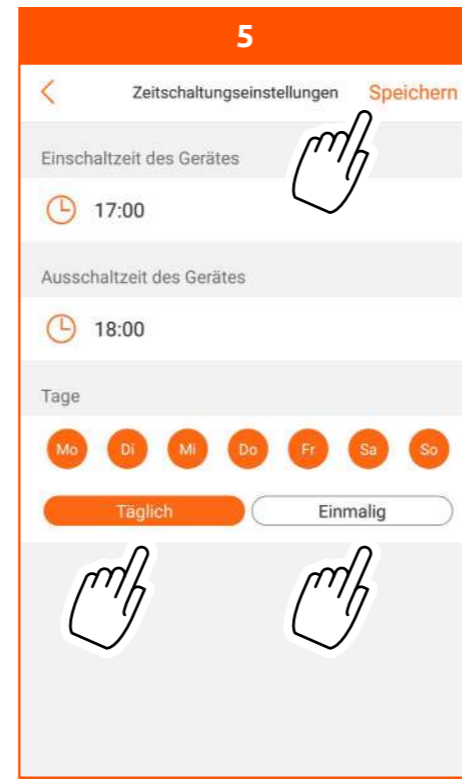 5
Zeitschaltungseinstellungen Speichern
Einschaltzeit des Gerätes
17:00
Ausschaltzeit des Gerätes
18:00
Tage
Mo Di Mi Do Fr Sa So
Täglich Einmalig